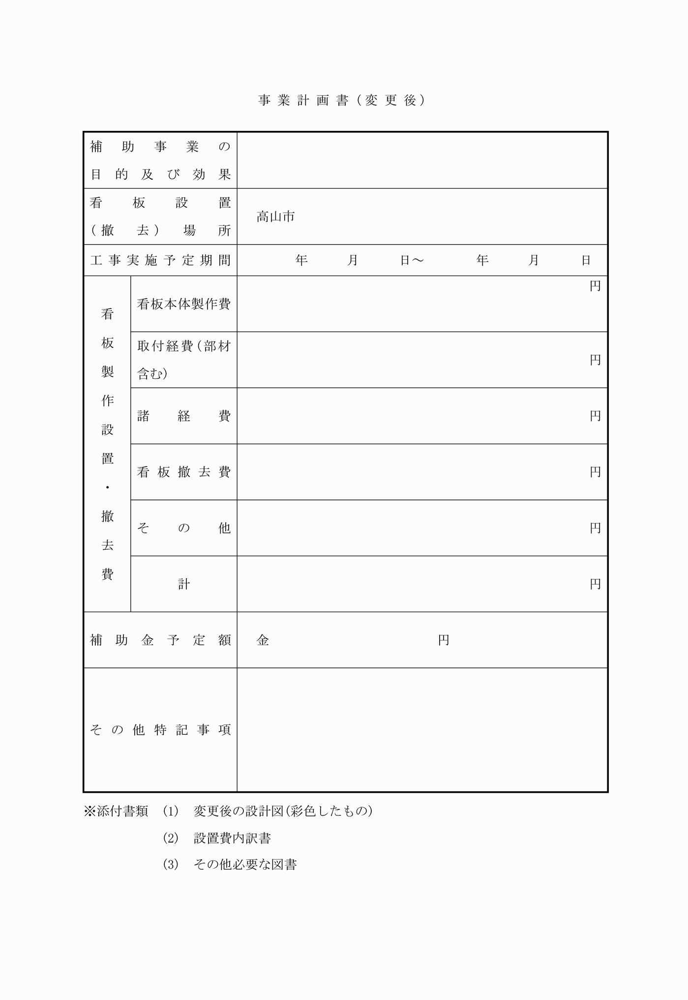 事業計画書(変更後)
補助事業の
目的及び効果
看板設置
(撤去)場所
高山市
工事実施予定期間
年 月 日～ 年 月 日
看板製作設置・撤去費
看板本体製作費
円
取付経費(部材
含む)
円
諸経費
円
看板撤去費
円
その他
円
計
円
補助金予定額
金 円
その他特記事項
※添付書類 (1) 変更後の設計図(彩色したもの)
(2) 設置費内訳書
(3) その他必要な図書